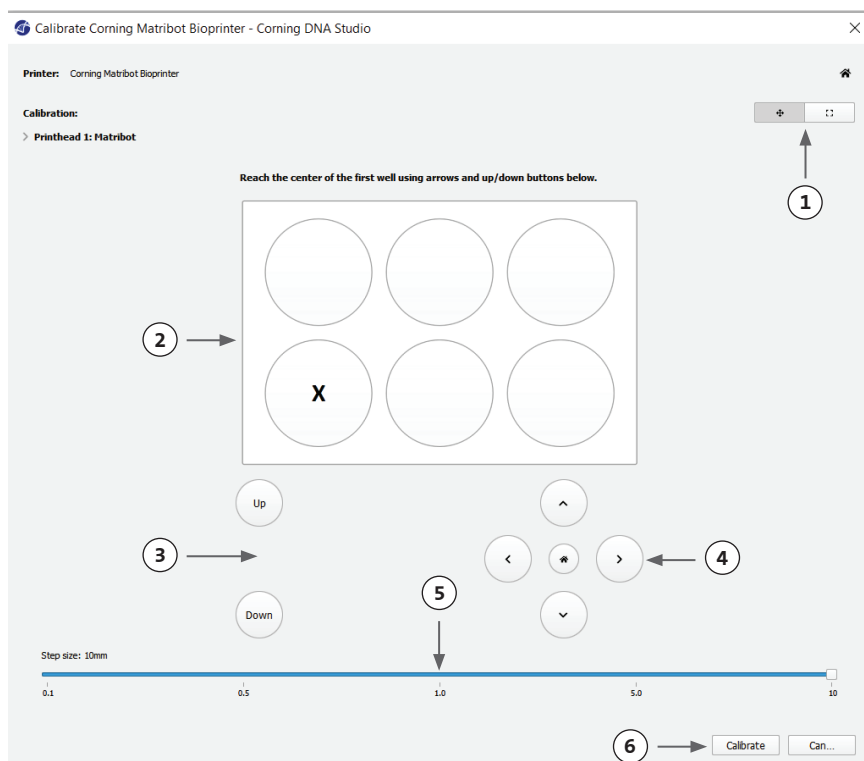 Calibrate Corning Matribot Bioprinter - Corning DNA Studio
Printer: Corning Matribot Bioprinter
Calibration:
Printhead 1: Matribot
1
Reach the center of the first well using arrows and up/down buttons below.
2
X
Up
3
4
5
Down
Step size: 10mm
0.1 0.5 1.0 5.0 10
6 Calibrate Can...